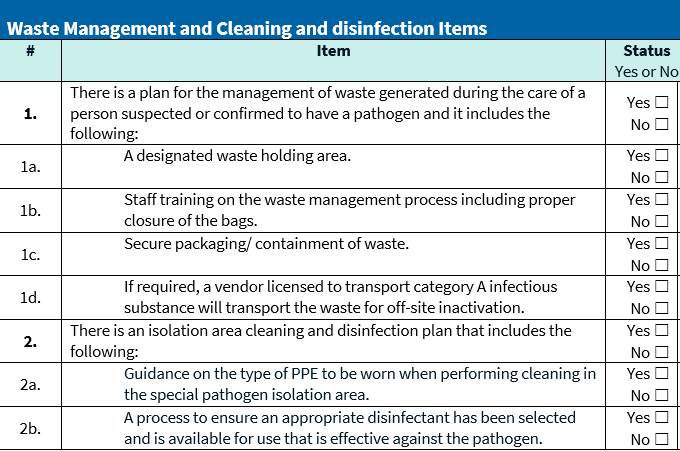 Waste Management and Cleaning and disinfection Items
# Item Status
Yes or No
1. There is a plan for the management of waste generated during the care of a
person suspected or confirmed to have a pathogen and it includes the
following:
Yes ☐
No ☐
1a. A designated waste holding area. Yes ☐
No ☐
1b. Staff training on the waste management process including proper
closure of the bags.
Yes ☐
No ☐
1c. Secure packaging/ containment of waste. Yes ☐
No ☐
1d. If required, a vendor licensed to transport category A infectious
substance will transport the waste for off-site inactivation.
Yes ☐
No ☐
2. There is an isolation area cleaning and disinfection plan that includes the
following:
Yes ☐
No ☐
2a. Guidance on the type of PPE to be worn when performing cleaning in
the special pathogen isolation area.
Yes ☐
No ☐
2b. A process to ensure an appropriate disinfectant has been selected
and is available for use that is effective against the pathogen.
Yes ☐
No ☐